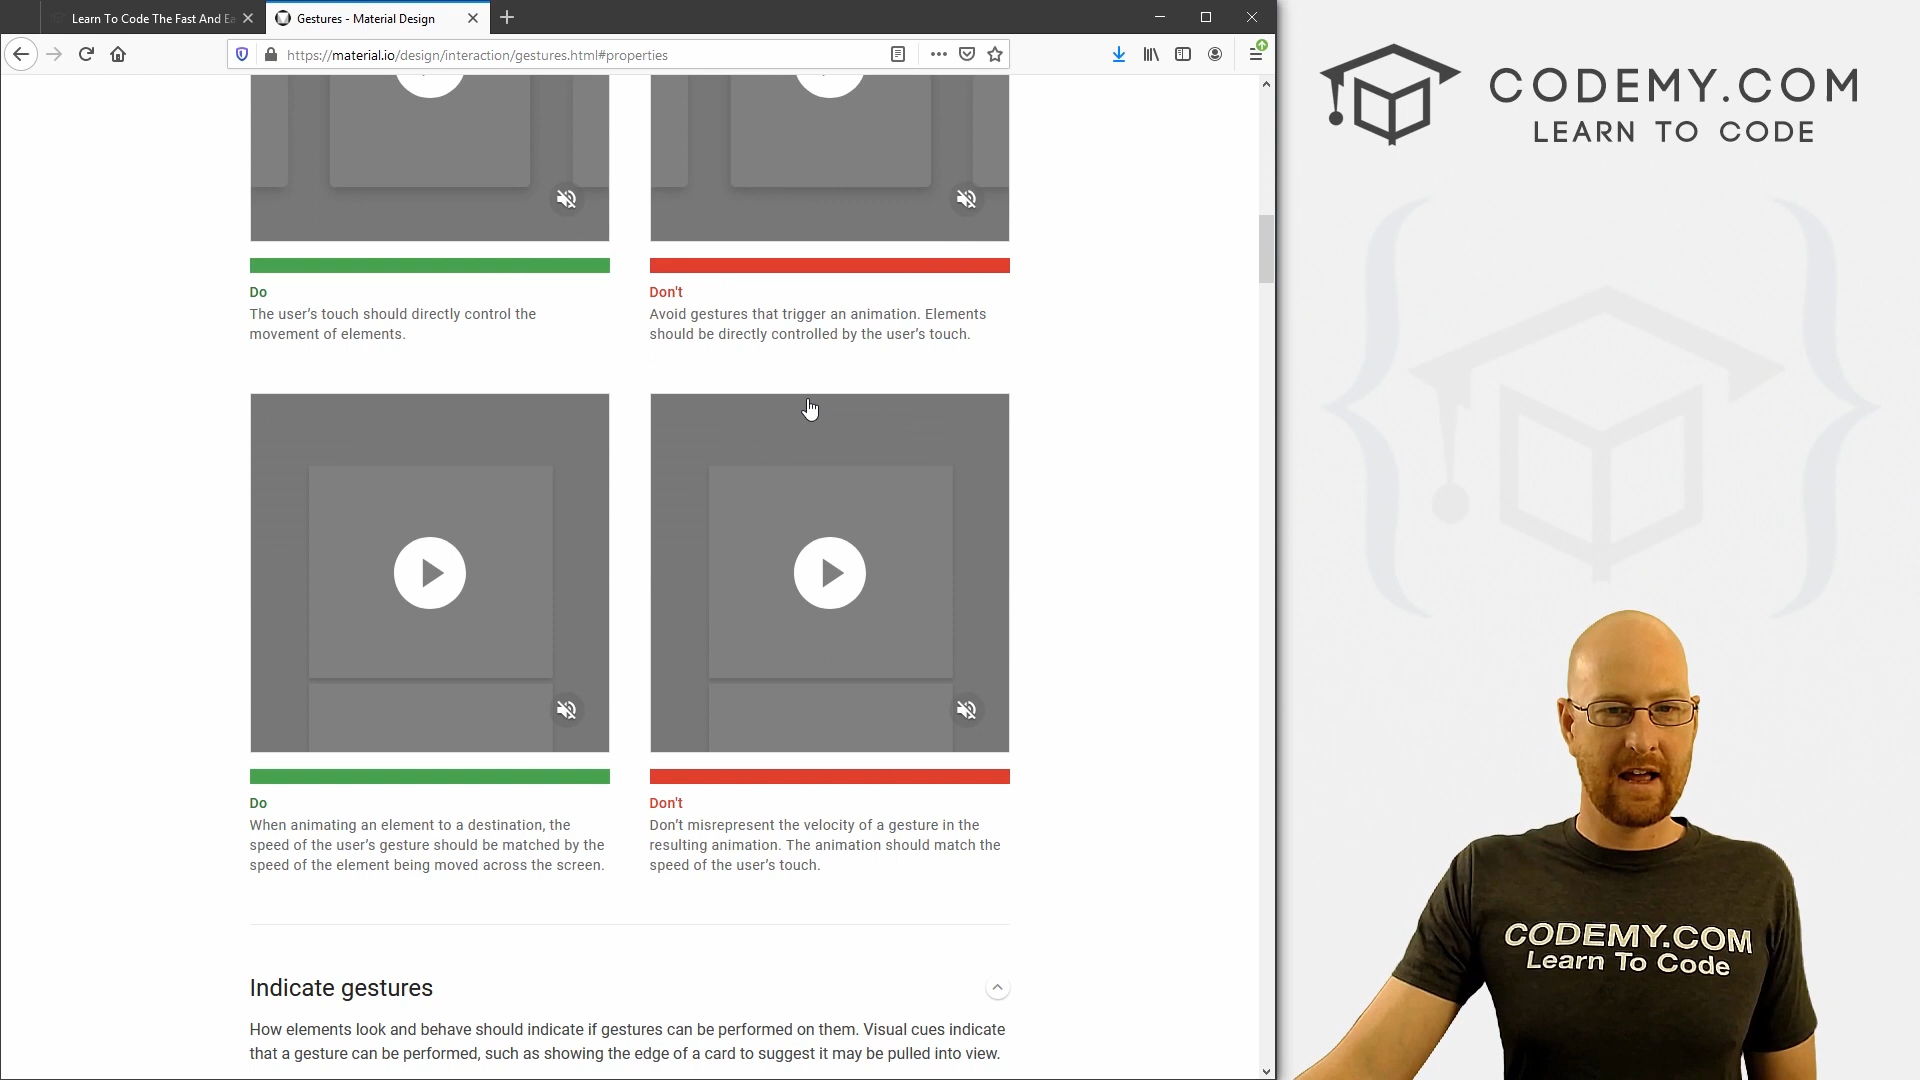 Learn To Code The Fast And Ea
Gestures - Material Design
https://material.io/design/interaction/gestures.html#properties
CODEMY.COM
LEARN TO CODE
Do
The user’s touch should directly control the
movement of elements.
Don't
Avoid gestures that trigger an animation. Elements
should be directly controlled by the user’s touch.
Do
When animating an element to a destination, the
speed of the user’s gesture should be matched by the
speed of the element being moved across the screen.
Don't
Don’t misrepresent the velocity of a gesture in the
resulting animation. The animation should match the
speed of the user’s touch.
Indicate gestures
How elements look and behave should indicate if gestures can be performed on them. Visual cues indicate
that a gesture can be performed, such as showing the edge of a card to suggest it may be pulled into view.
CODEMY.COM
Learn To Code